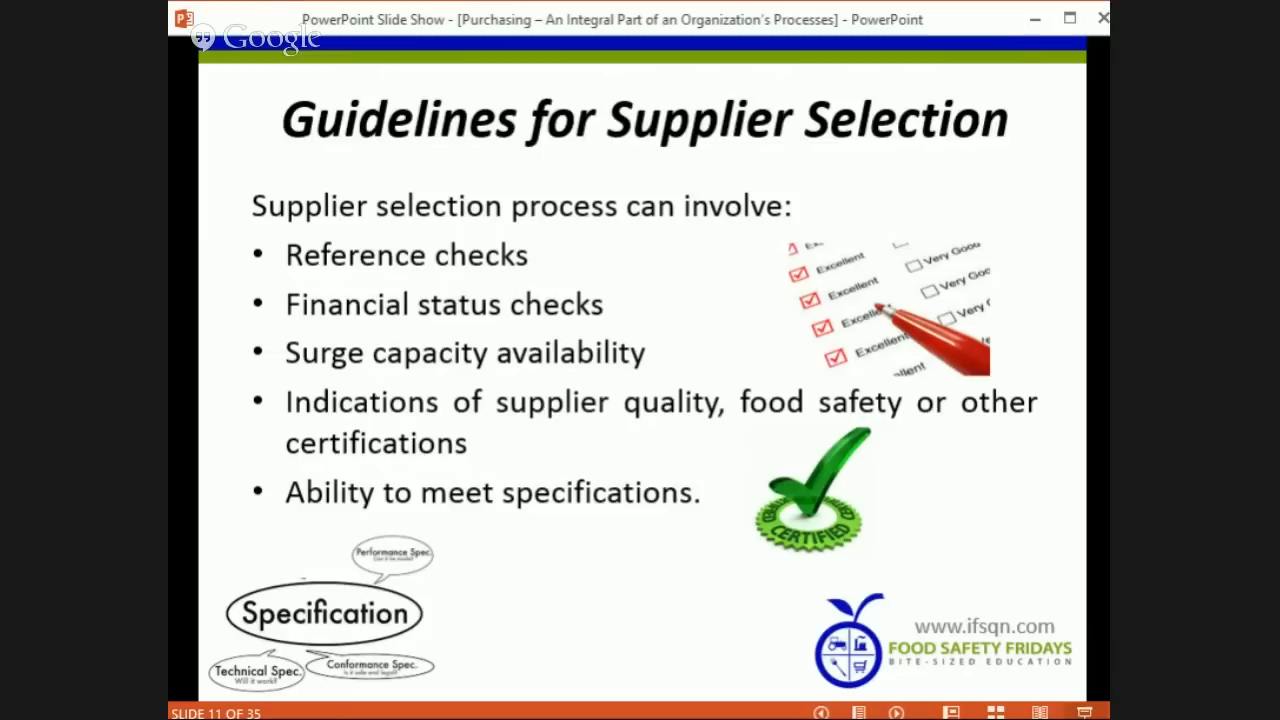 PowerPoint Slide Show - [Purchasing – An Integral Part of an Organization's Processes] - PowerPoint
Google
Guidelines for Supplier Selection
Supplier selection process can involve:
• Reference checks
• Financial status checks
• Surge capacity availability
• Indications of supplier quality, food safety or other
certifications
• Ability to meet specifications.
Excellent
Very Good
Excellent
Very Goo
Excellent
Very
Excellent
CERTIFIED
Performance Spec.
Specification
Technical Spec.
Will it work?
Conformance Spec.
Is it safe and legal?
www.ifsqn.com
FOOD SAFETY FRIDAYS
BITE-SIZED EDUCATION
SLIDE 11 OF 35